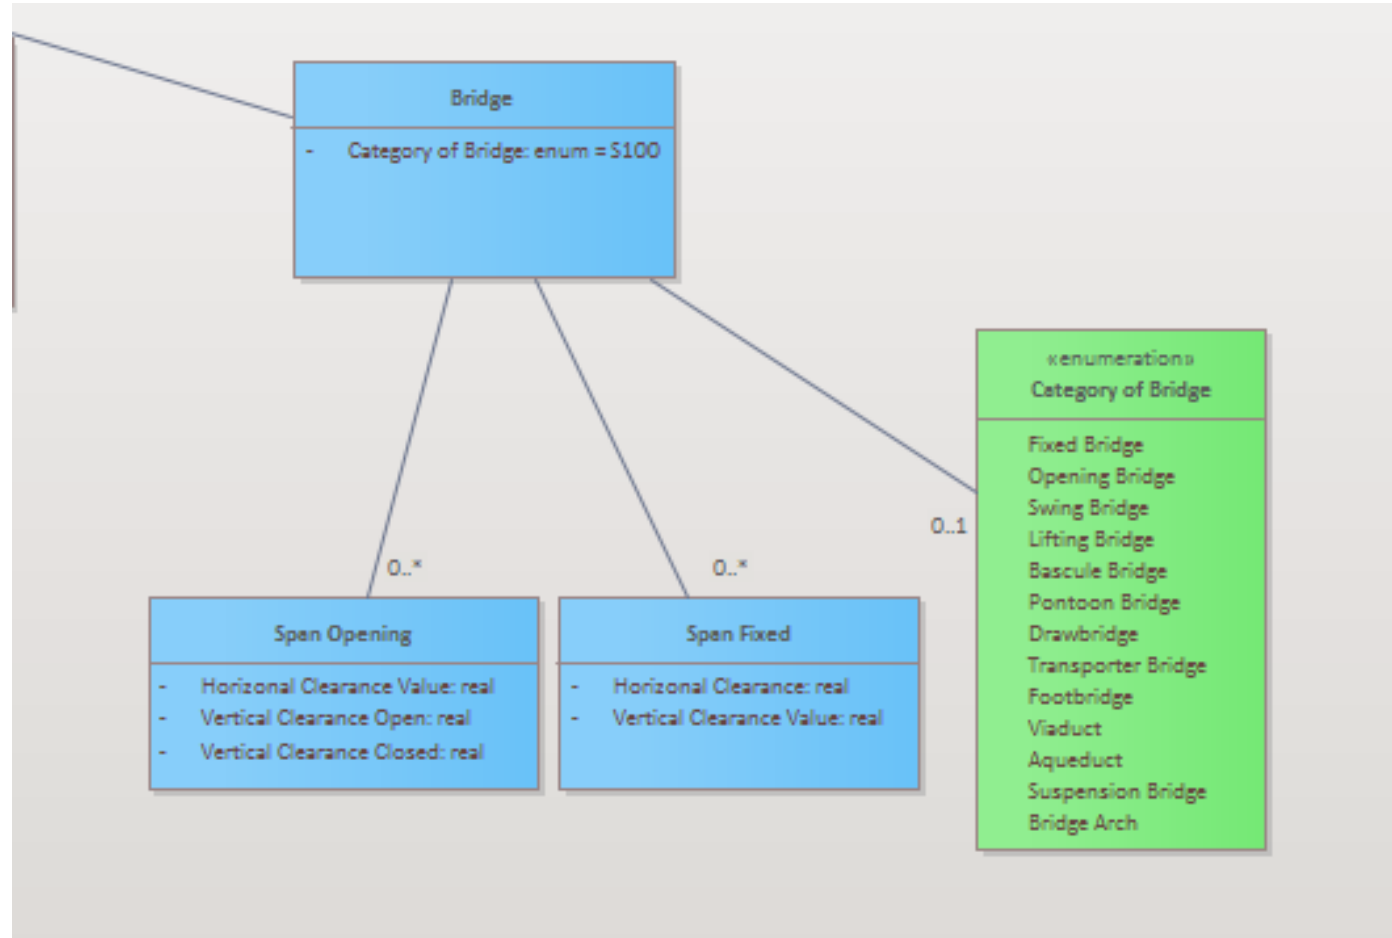 Bridge
- Category of Bridge: enum = S100
«enumeration»
Category of Bridge
Fixed Bridge
Opening Bridge
Swing Bridge
Lifting Bridge
Bascule Bridge
Pontoon Bridge
Drawbridge
Transporter Bridge
Footbridge
Viaduct
Aqueduct
Suspension Bridge
Bridge Arch
0..1
0..*
0..*
Span Opening
- Horizonal Clearance Value: real
- Vertical Clearance Open: real
- Vertical Clearance Closed: real
Span Fixed
- Horizonal Clearance: real
- Vertical Clearance Value: real